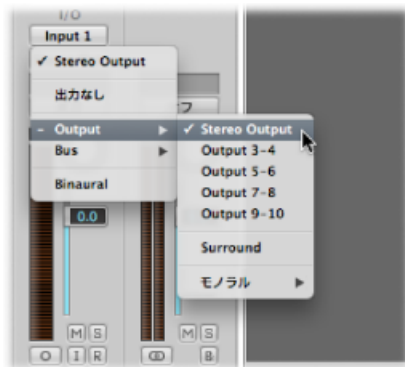 I/O
Input 1
✓ Stereo Output
出力なし
- Output ▶
Bus ▶
Binaural
フ
✓ Stereo Output
Output 3-4
Output 5-6
Output 7-8
Output 9-10
Surround
モノラル ▶
0.0
M S M S
O I R B